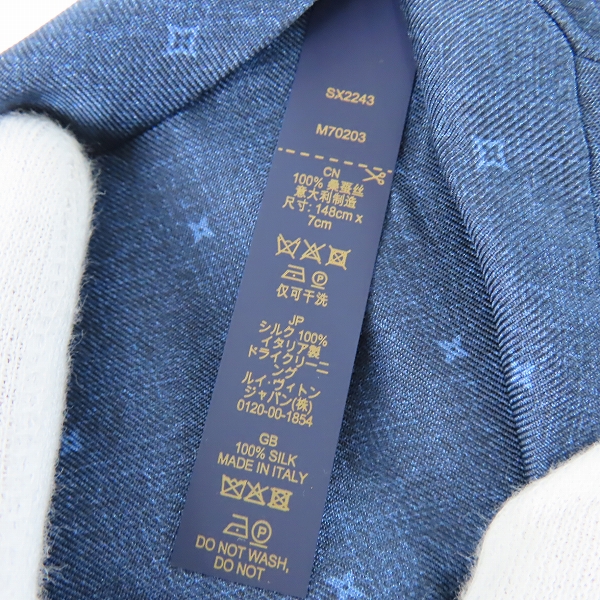 SX2243
M70203
CN
100% 桑蚕丝
意大利制造
尺寸: 148cm x
7cm
仅可干洗
JP
シルク 100%
イタリア製
ドライクリーニ
ング
ルイ・ヴィトン
ジャパン(株)
0120-00-1854
GB
100% SILK
MADE IN ITALY
P
DO NOT WASH,
DO NOT